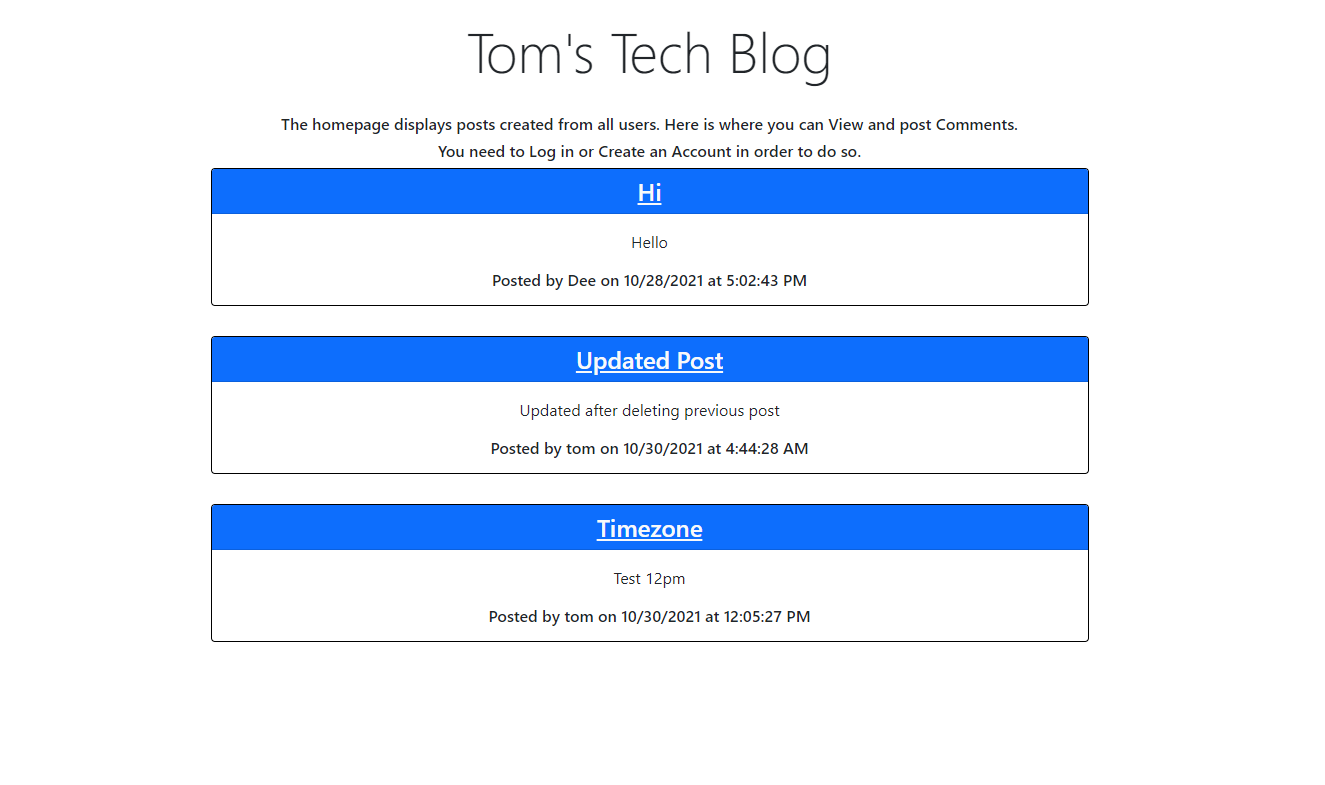 Tom's Tech Blog
The homepage displays posts created from all users. Here is where you can View and post Comments.
You need to Log in or Create an Account in order to do so.
Hi
Hello
Posted by Dee on 10/28/2021 at 5:02:43 PM
Updated Post
Updated after deleting previous post
Posted by tom on 10/30/2021 at 4:44:28 AM
Timezone
Test 12pm
Posted by tom on 10/30/2021 at 12:05:27 PM